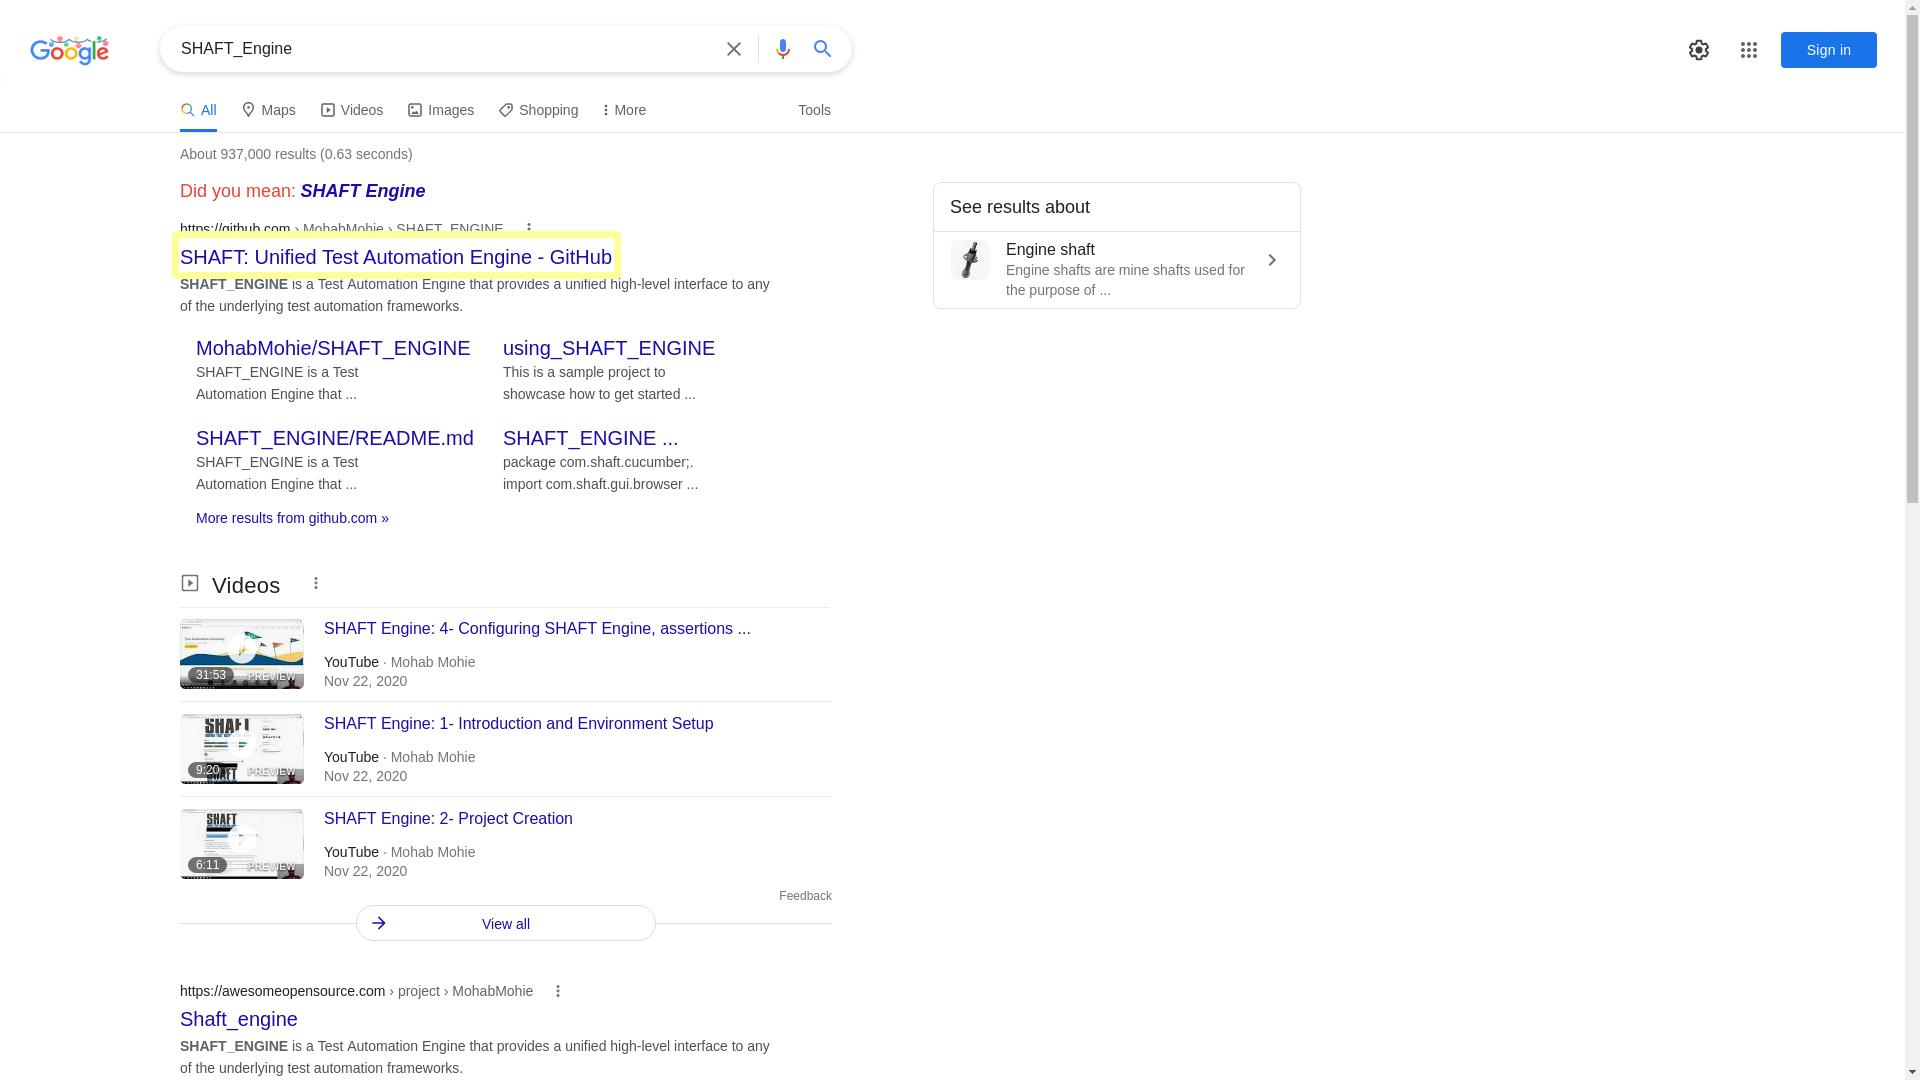 Google
SHAFT_Engine
Sign in
All
Maps
Videos
Images
Shopping
More
Tools
About 937,000 results (0.63 seconds)
Did you mean: SHAFT Engine
https://github.com › MohabMohie › SHAFT_ENGINE
SHAFT: Unified Test Automation Engine - GitHub
SHAFT_ENGINE is a Test Automation Engine that provides a unified high-level interface to any
of the underlying test automation frameworks.
MohabMohie/SHAFT_ENGINE
SHAFT_ENGINE is a Test
Automation Engine that ...
using_SHAFT_ENGINE
This is a sample project to
showcase how to get started ...
SHAFT_ENGINE/README.md
SHAFT_ENGINE is a Test
Automation Engine that ...
SHAFT_ENGINE ...
package com.shaft.cucumber;.
import com.shaft.gui.browser ...
More results from github.com »
See results about
Engine shaft
Engine shafts are mine shafts used for
the purpose of ...
Videos
31:53
PREVIEW
SHAFT Engine: 4- Configuring SHAFT Engine, assertions ...
YouTube · Mohab Mohie
Nov 22, 2020
SHAFT
9:20
PREVIEW
SHAFT Engine: 1- Introduction and Environment Setup
YouTube · Mohab Mohie
Nov 22, 2020
SHAFT
6:11
PREVIEW
SHAFT Engine: 2- Project Creation
YouTube · Mohab Mohie
Nov 22, 2020
Feedback
View all
https://awesomeopensource.com › project › MohabMohie
Shaft_engine
SHAFT_ENGINE is a Test Automation Engine that provides a unified high-level interface to any
of the underlying test automation frameworks.